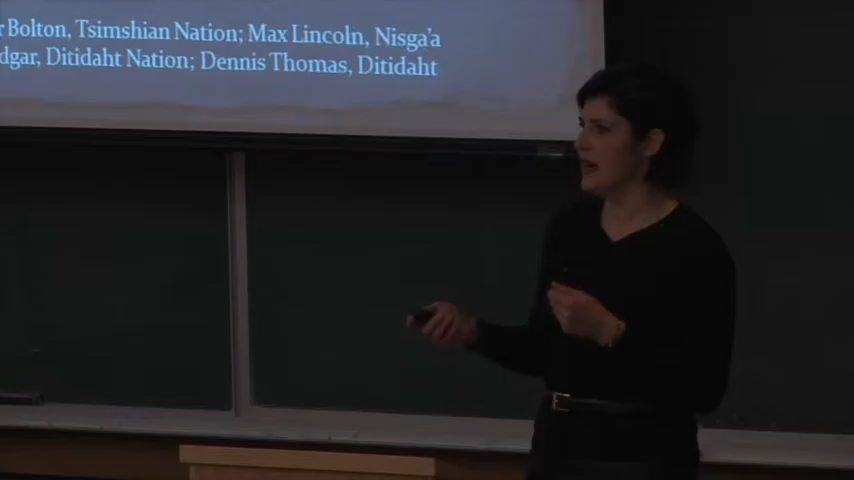 Bolton, Tsimshian Nation; Max Lincoln, Nisga'a
dgar, Ditidaht Nation; Dennis Thomas, Ditidaht